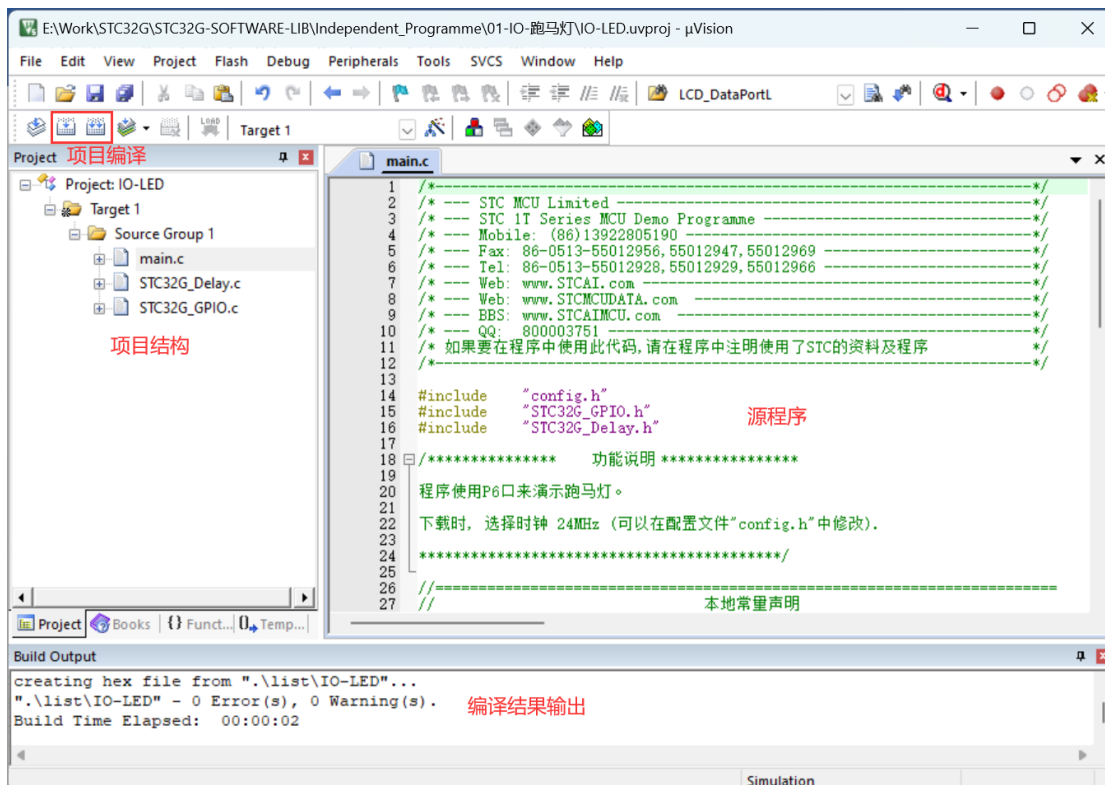 E:\Work\STC32G\STC32G-SOFTWARE-LIB\Independent_Programme\01-IO-跑马灯\IO-LED.uvproj - µVision
File Edit View Project Flash Debug Peripherals Tools SVCS Window Help
LCD_DataPortL
LOAD
Target 1
Project 项目编译
Project: IO-LED
Target 1
Source Group 1
main.c
STC32G_Delay.c
STC32G_GPIO.c
项目结构
Project Books {} Funct... 0→ Temp...
main.c
1 /*---------------------------------------------------------------------*/
2 /* --- STC MCU Limited ------------------------------------------------*/
3 /* --- STC 1T Series MCU Demo Programme -------------------------------*/
4 /* --- Mobile: (86)13922805190 ----------------------------------------*/
5 /* --- Fax: 86-0513-55012956,55012947,55012969 ------------------------*/
6 /* --- Tel: 86-0513-55012928,55012929,55012966 ------------------------*/
7 /* --- Web: www.STCAI.com ---------------------------------------------*/
8 /* --- Web: www.STCMCUDATA.com  ---------------------------------------*/
9 /* --- BBS: www.STCAIMCU.com  -----------------------------------------*/
10 /* --- QQ:  800003751 -------------------------------------------------*/
11 /* 如果要在程序中使用此代码,请在程序中注明使用了STC的资料及程序            */
12 /*---------------------------------------------------------------------*/
13
14 #include    "config.h"
15 #include    "STC32G_GPIO.h"
16 #include    "STC32G_Delay.h"
源程序
17
18 /***************    功能说明 ****************
19
20 程序使用P6口来演示跑马灯。
21
22 下载时, 选择时钟 24MHz (可以在配置文件"config.h"中修改).
23
24 ******************************************/
25
26 //========================================================================
27 //                               本地常量声明
Build Output
creating hex file from ".\list\IO-LED"...
".\list\IO-LED" - 0 Error(s), 0 Warning(s).
Build Time Elapsed:  00:00:02
编译结果输出
Simulation